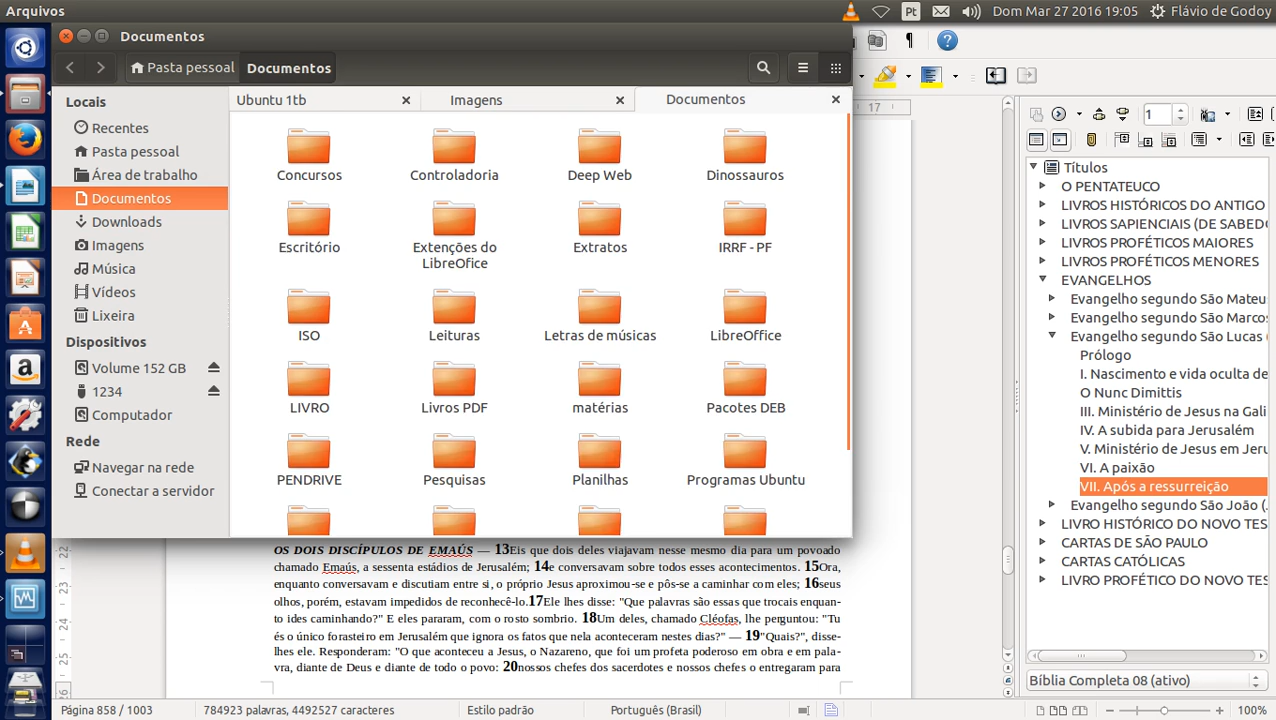 Arquivos
Pt
Dom Mar 27 2016 19:05
Flávio de Godoy
Documentos
Pasta pessoal
Documentos
Locais
Recentes
Pasta pessoal
Área de trabalho
Documentos
Downloads
Imagens
Música
Vídeos
Lixeira
Dispositivos
Volume 152 GB
1234
Computador
Rede
Navegar na rede
Conectar a servidor
Ubuntu 1tb
Imagens
Documentos
Concursos
Controladoria
Deep Web
Dinossauros
Escritório
Extenções do
LibreOfice
Extratos
IRRF - PF
ISO
Leituras
Letras de músicas
LibreOffice
LIVRO
Livros PDF
matérias
Pacotes DEB
PENDRIVE
Pesquisas
Planilhas
Programas Ubuntu
17
1
Títulos
O PENTATEUCO
LIVROS HISTÓRICOS DO ANTIGO
LIVROS SAPIENCIAIS (DE SABED
LIVROS PROFÉTICOS MAIORES
LIVROS PROFÉTICOS MENORES
EVANGELHOS
Evangelho segundo São Mateu
Evangelho segundo São Marco
Evangelho segundo São Lucas (
Prólogo
I. Nascimento e vida oculta de
O Nunc Dimittis
III. Ministério de Jesus na Gali
IV. A subida para Jerusalém
V. Ministério de Jesus em Jeru
VI. A paixão
VII. Após a ressurreição
Evangelho segundo São João (.
LIVRO HISTÓRICO DO NOVO TES
CARTAS DE SÃO PAULO
CARTAS CATÓLICAS
LIVRO PROFÉTICO DO NOVO TES
Bíblia Completa 08 (ativo)
22
23
24
25
26
OS DOIS DISCÍPULOS DE EMAÚS — 13Eis que dois deles viajavam nesse mesmo dia para um povoado
chamado Emaús, a sessenta estádios de Jerusalém; 14e conversavam sobre todos esses acontecimentos. 15Ora,
enquanto conversavam e discutiam entre si, o próprio Jesus aproximou-se e pôs-se a caminhar com eles; 16seus
olhos, porém, estavam impedidos de reconhecê-lo.17Ele lhes disse: "Que palavras são essas que trocais enquan-
to ides caminhando?" E eles pararam, com o rosto sombrio. 18Um deles, chamado Cléofas, lhe perguntou: "Tu
és o único forasteiro em Jerusalém que ignora os fatos que nela aconteceram nestes dias?" — 19"Quais?", disse-
lhes ele. Responderam: "O que aconteceu a Jesus, o Nazareno, que foi um profeta poderoso em obra e em pala-
vra, diante de Deus e diante de todo o povo: 20nossos chefes dos sacerdotes e nossos chefes o entregaram para
Página 858 / 1003
784923 palavras, 4492527 caracteres
Estilo padrão
Português (Brasil)
100%